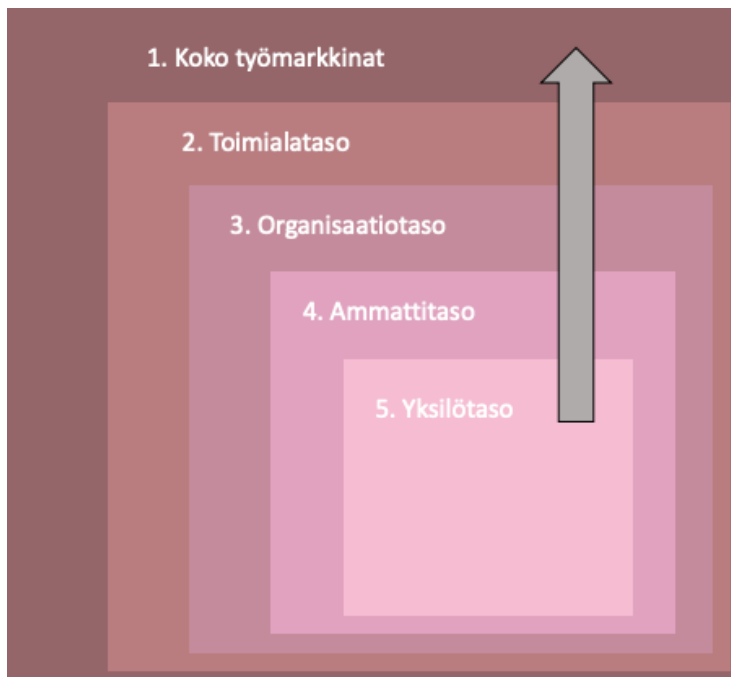 1. Koko työmarkkinat
2. Toimialataso
3. Organisaatiotaso
4. Ammattitaso
5. Yksilötaso